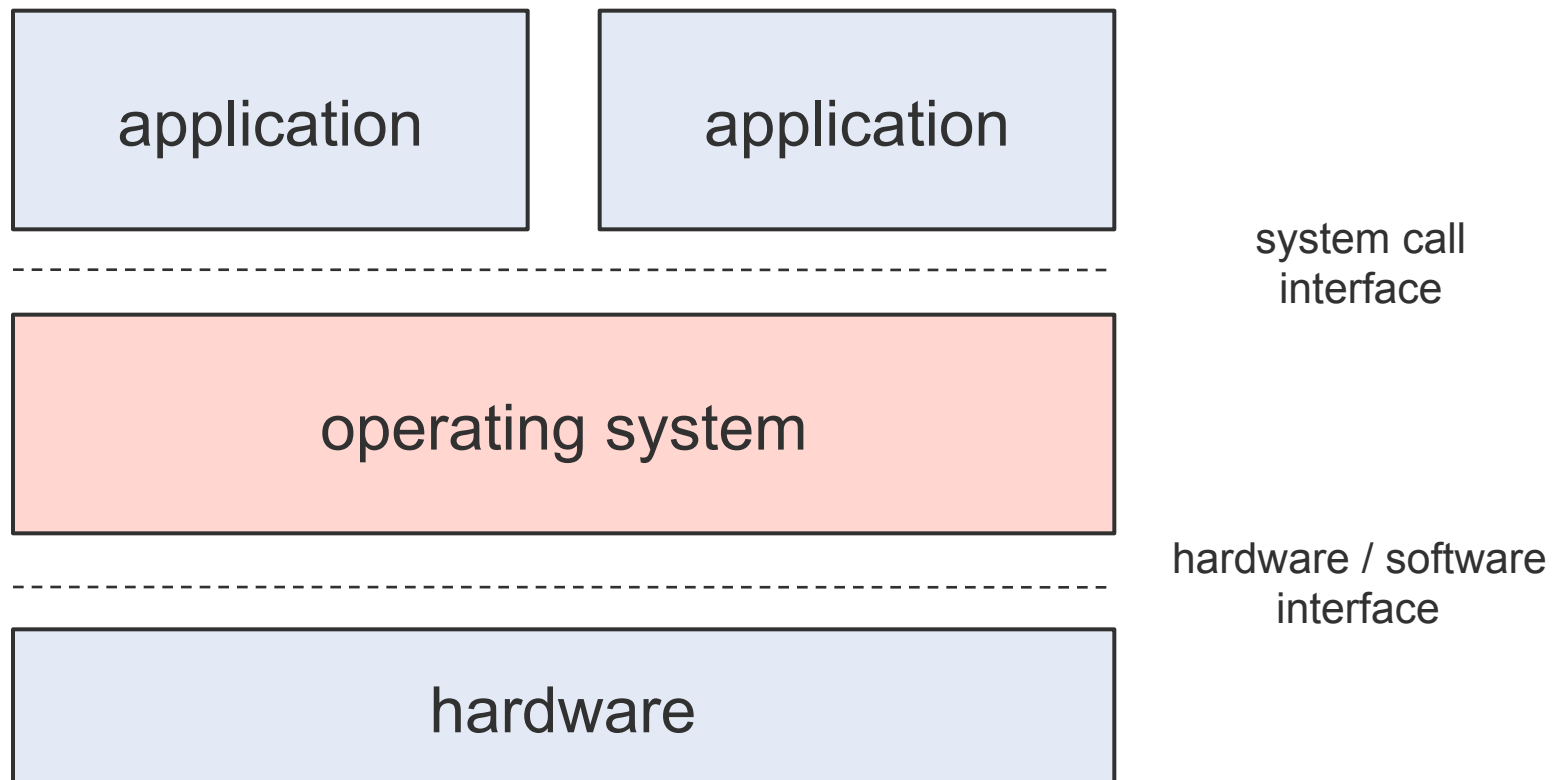 application
application
system call
interface
operating system
hardware / software
interface
hardware